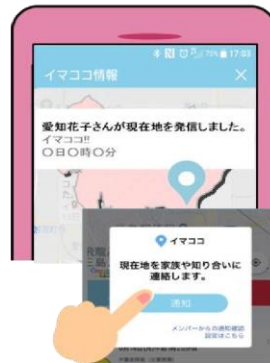 70% 17:03
イマココ情報 ×
愛知花子さんが現在地を発信しました。
イマココ!!
〇日〇時〇分
イマココ
現在地を家族や知り合いに
連絡します。
通知
メンバーからの通知確認
設定はこちら